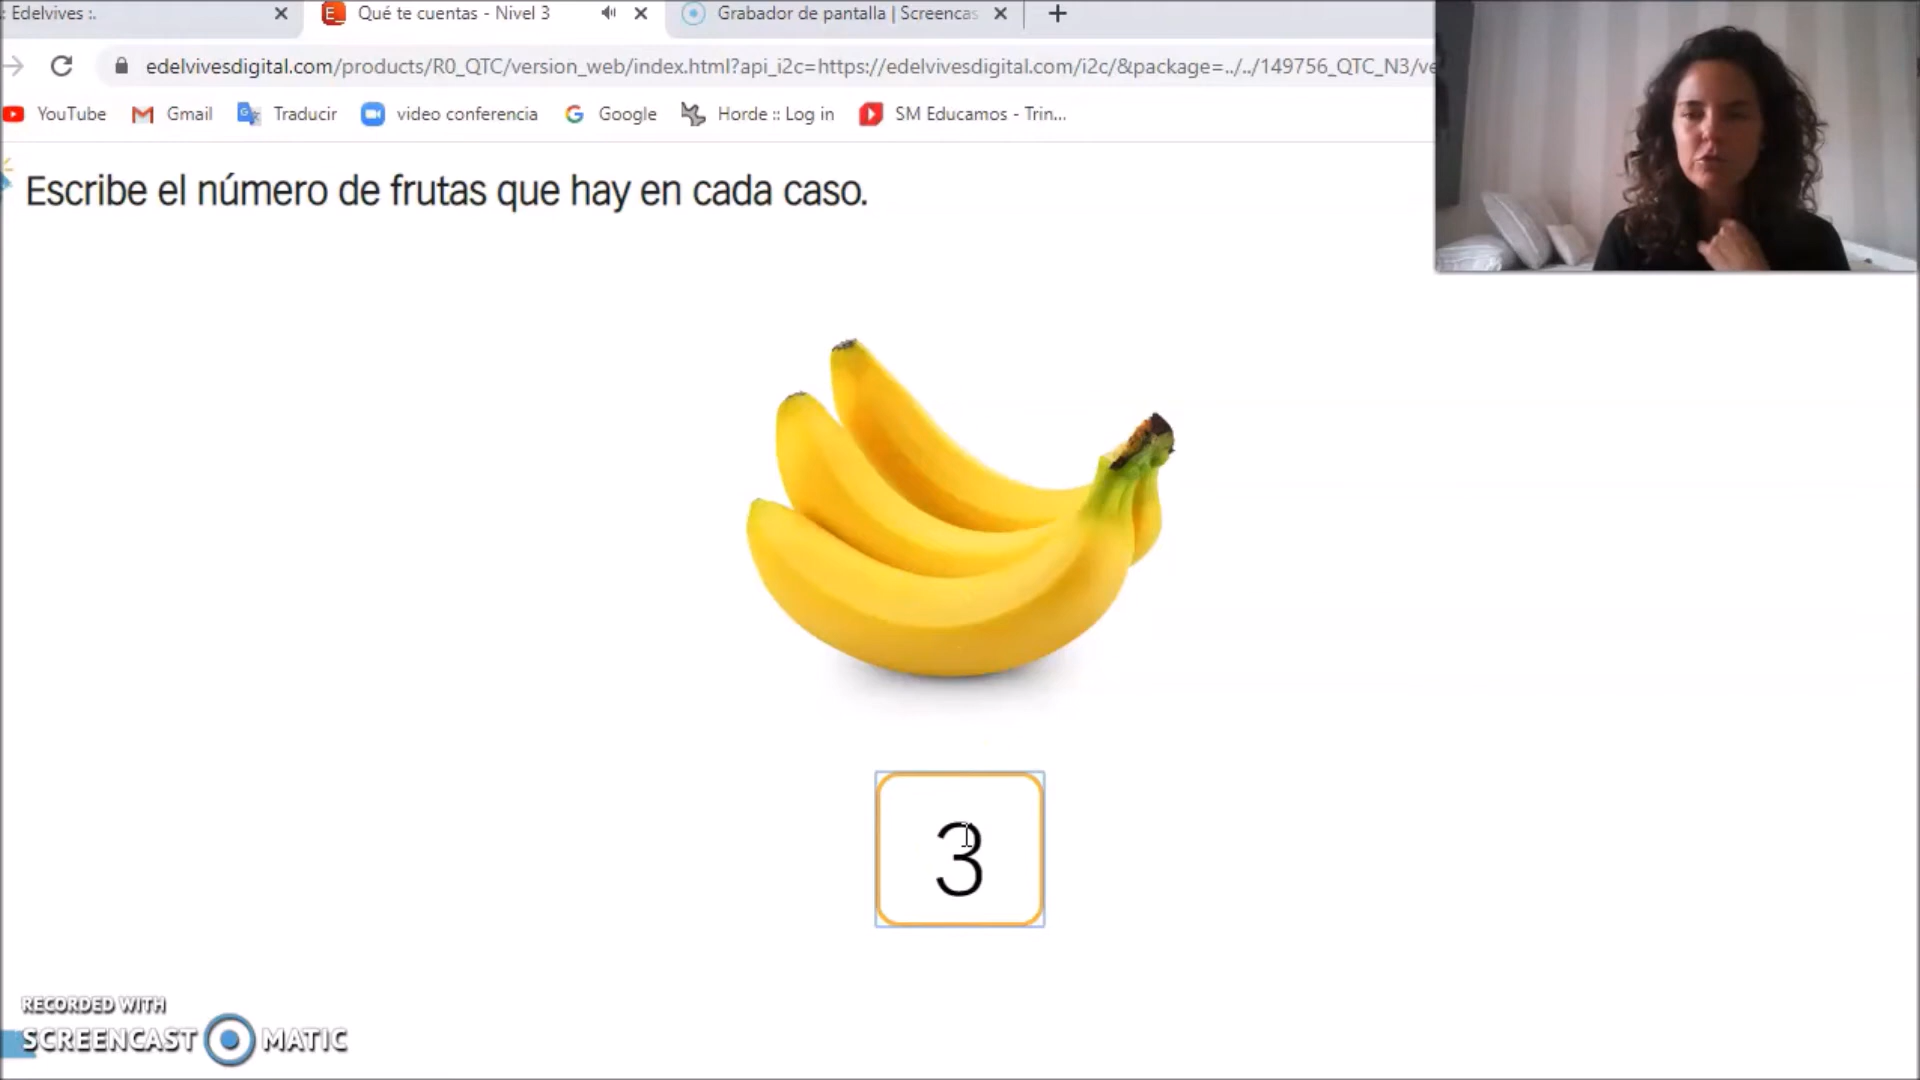 : Edelvives :.
Qué te cuentas - Nivel 3
Grabador de pantalla | Screencas
edelvivesdigital.com/products/R0_QTC/version_web/index.html?api_i2c=https://edelvivesdigital.com/i2c/&package=../../149756_QTC_N3/ve
YouTube
Gmail
Traducir
video conferencia
Google
Horde :: Log in
SM Educamos - Trin...
Escribe el número de frutas que hay en cada caso.
3
RECORDED WITH
SCREENCAST MATIC